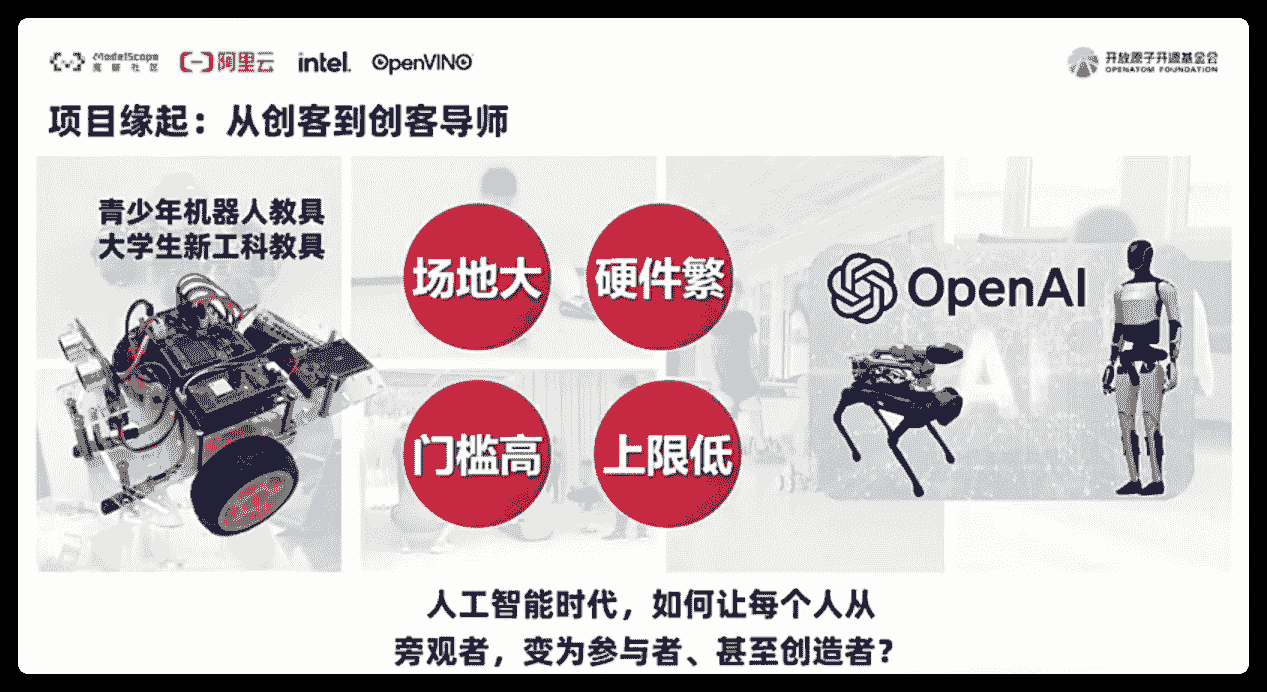 ModelScope
魔搭社区
阿里云
intel.
OpenVINO
开放原子开源基金会
OPENATOM FOUNDATION
项目缘起：从创客到创客导师
青少年机器人教具
大学生新工科教具
场地大
硬件繁
门槛高
上限低
OpenAI
AI
人工智能时代，如何让每个人从
旁观者，变为参与者、甚至创造者？